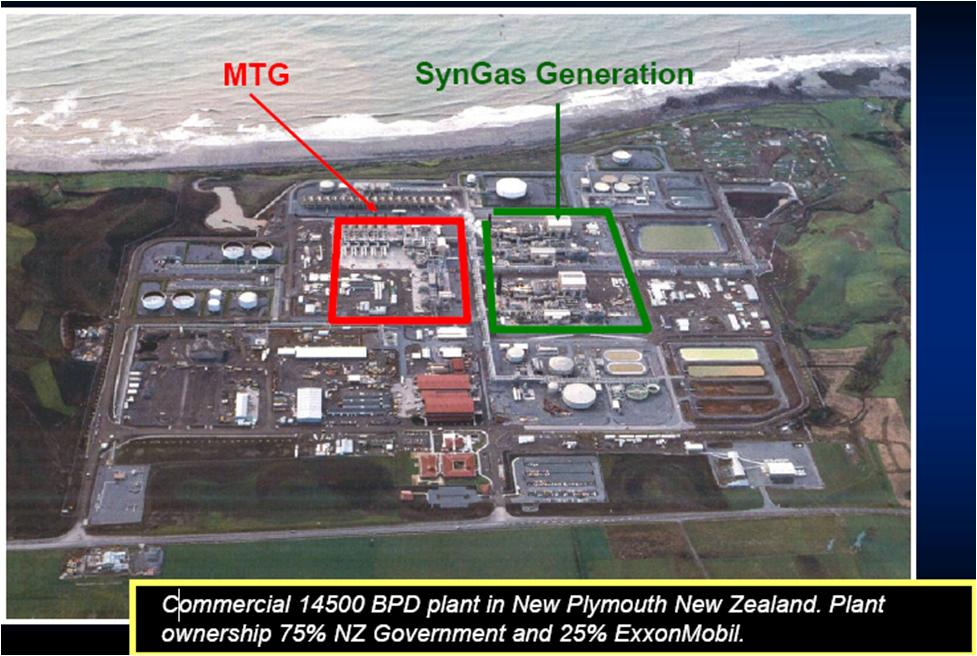 MTG
SynGas Generation
Commercial 14500 BPD plant in New Plymouth New Zealand. Plant
ownership 75% NZ Government and 25% ExxonMobil.